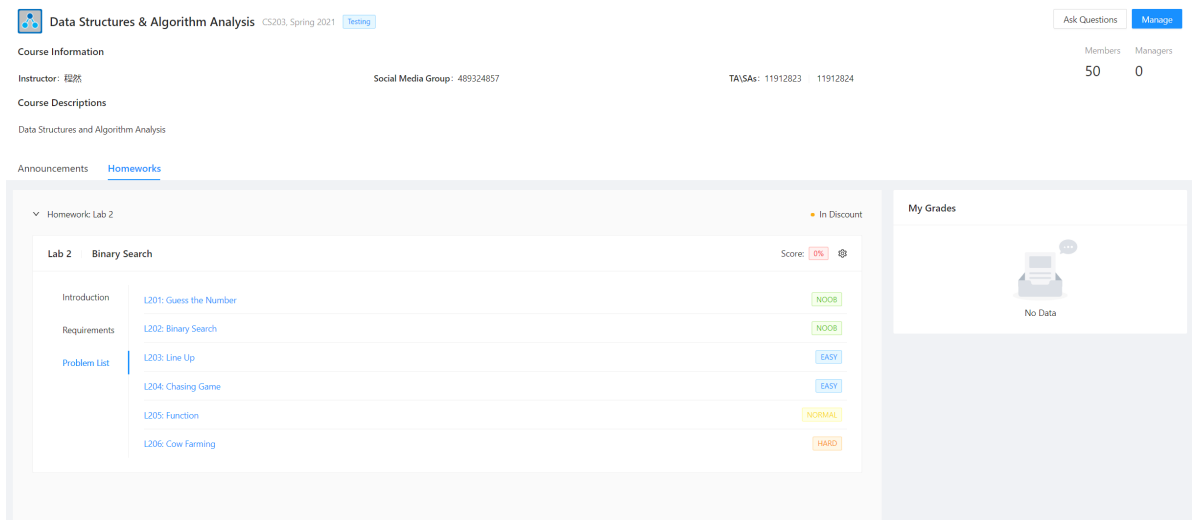 Data Structures & Algorithm Analysis CS203, Spring 2021 Testing
Ask Questions Manage
Course Information
Members Managers
Instructor: 程然 Social Media Group: 489324857 TA\SAs: 11912823 11912824
50 0
Course Descriptions
Data Structures and Algorithm Analysis
Announcements Homeworks
Homework: Lab 2 In Discount
Lab 2 Binary Search Score: 0%
Introduction
Requirements
Problem List
L201: Guess the Number NOOB
L202: Binary Search NOOB
L203: Line Up EASY
L204: Chasing Game EASY
L205: Function NORMAL
L206: Cow Farming HARD
My Grades
No Data